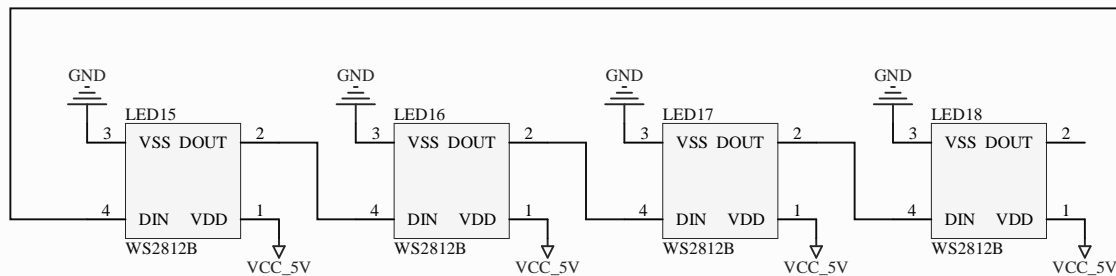 GND GND GND GND
LED15 LED16 LED17 LED18
3 VSS DOUT 2 3 VSS DOUT 2 3 VSS DOUT 2 3 VSS DOUT 2
4 DIN VDD 1 4 DIN VDD 1 4 DIN VDD 1 4 DIN VDD 1
WS2812B WS2812B WS2812B WS2812B
VCC_5V VCC_5V VCC_5V VCC_5V